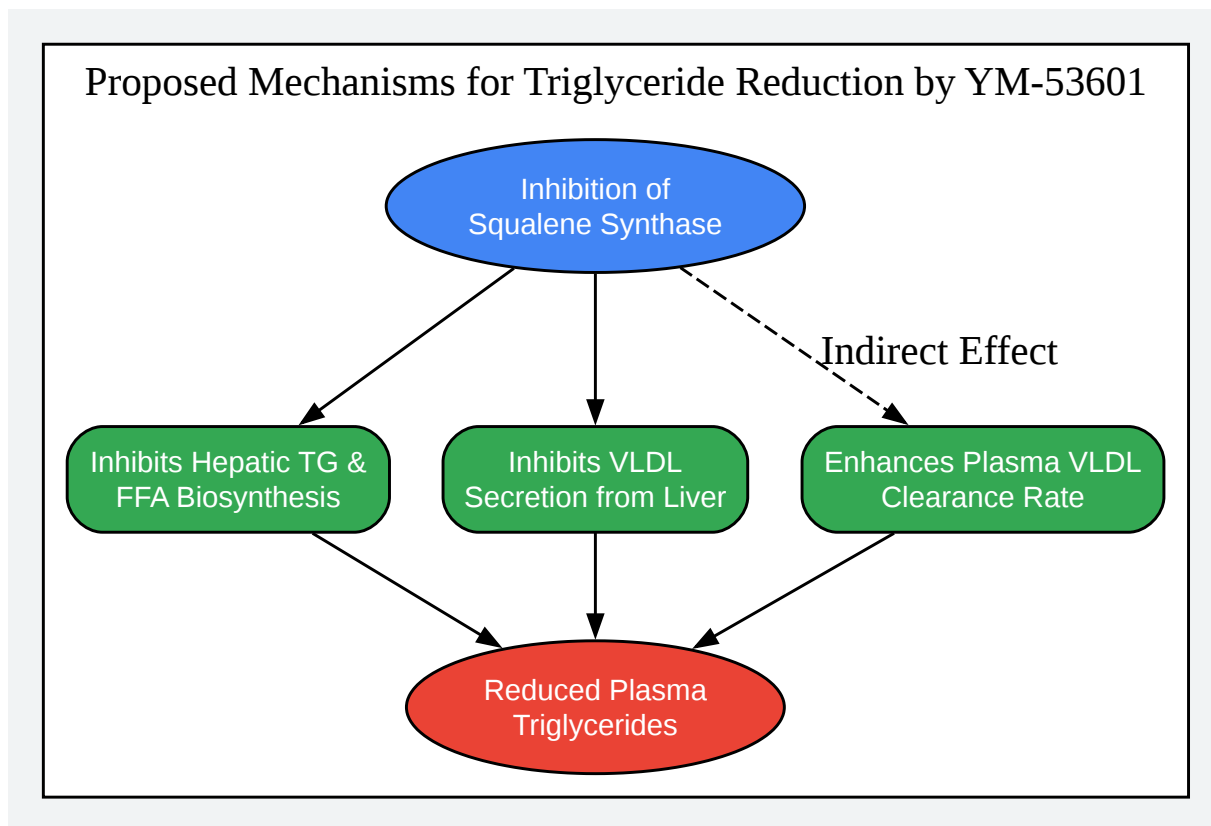 Proposed Mechanisms for Triglyceride Reduction by YM-53601
Inhibition of
Squalene Synthase
Indirect Effect
Inhibits Hepatic TG &
FFA Biosynthesis
Inhibits VLDL
Secretion from Liver
Enhances Plasma VLDL
Clearance Rate
Reduced Plasma
Triglycerides